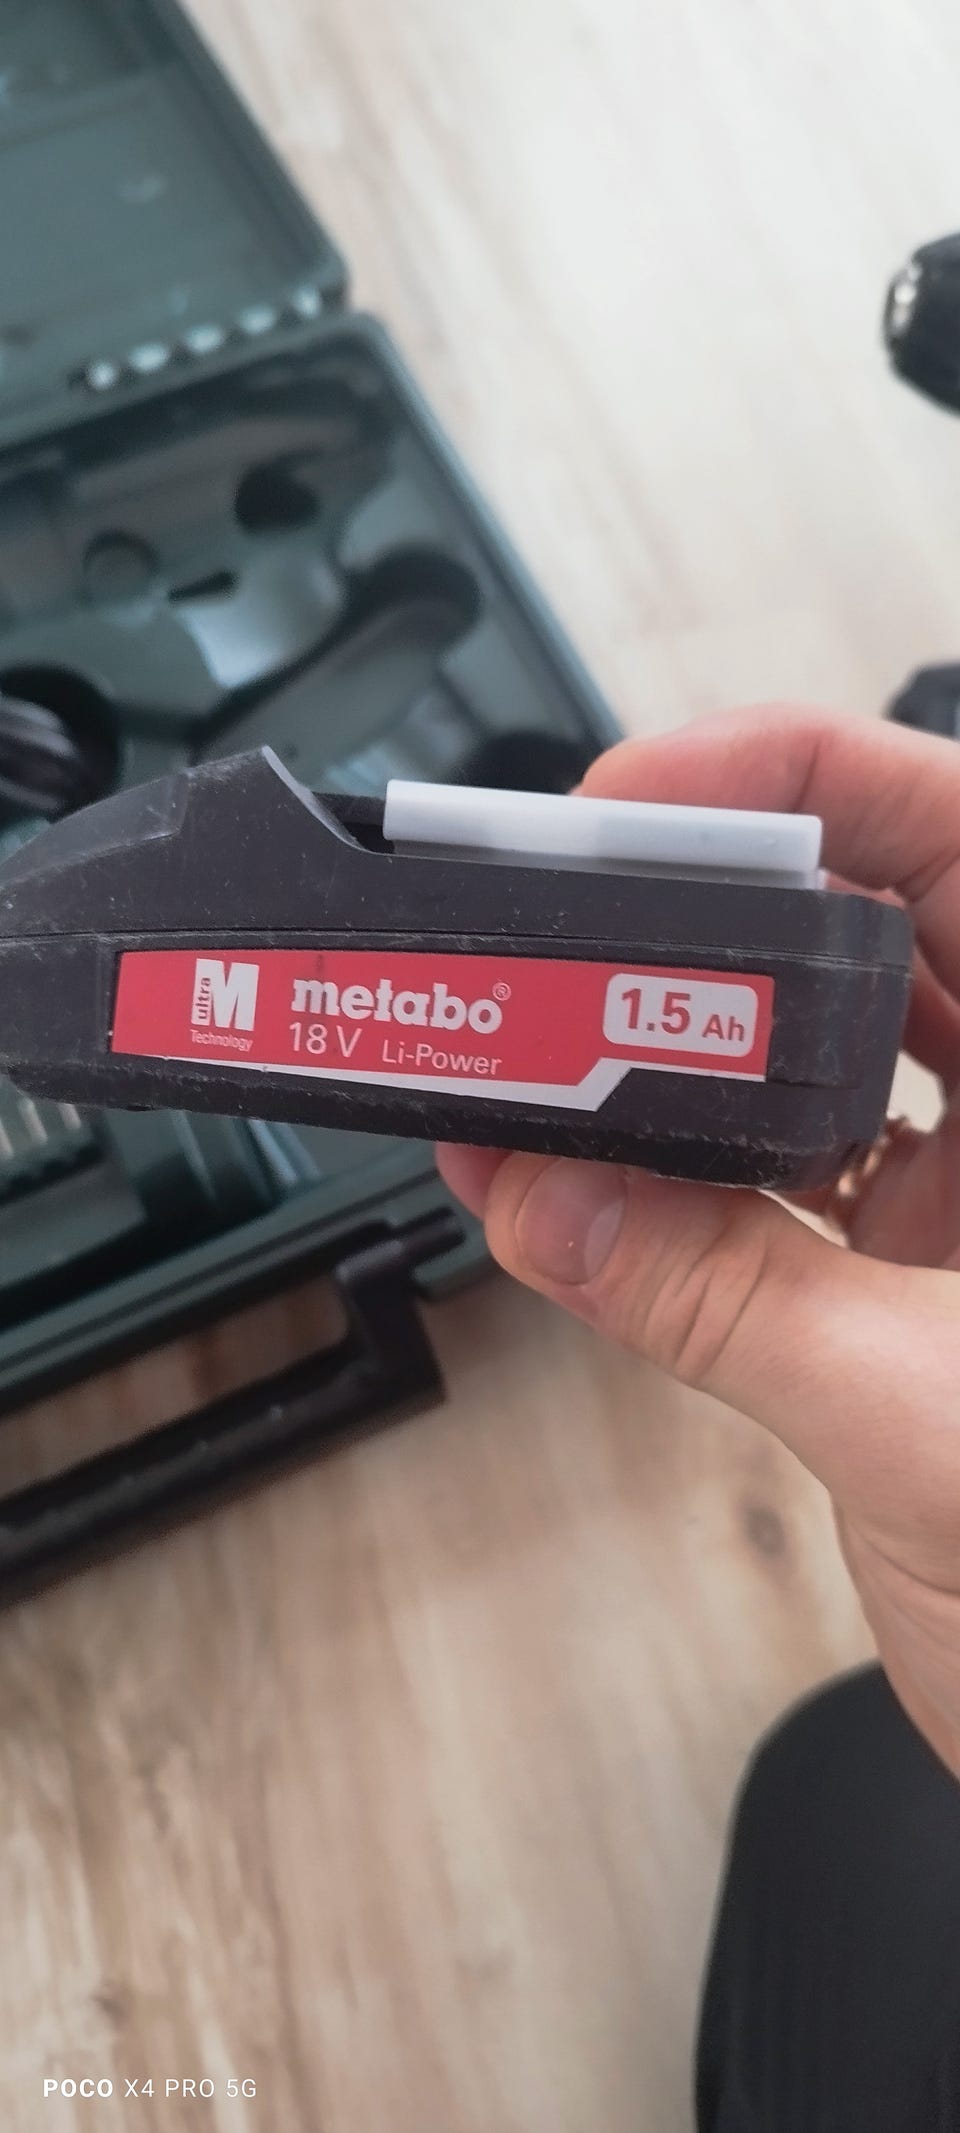 ultra M
Technology
metabo®
18 V Li-Power
1.5 Ah
POCO X4 PRO 5G